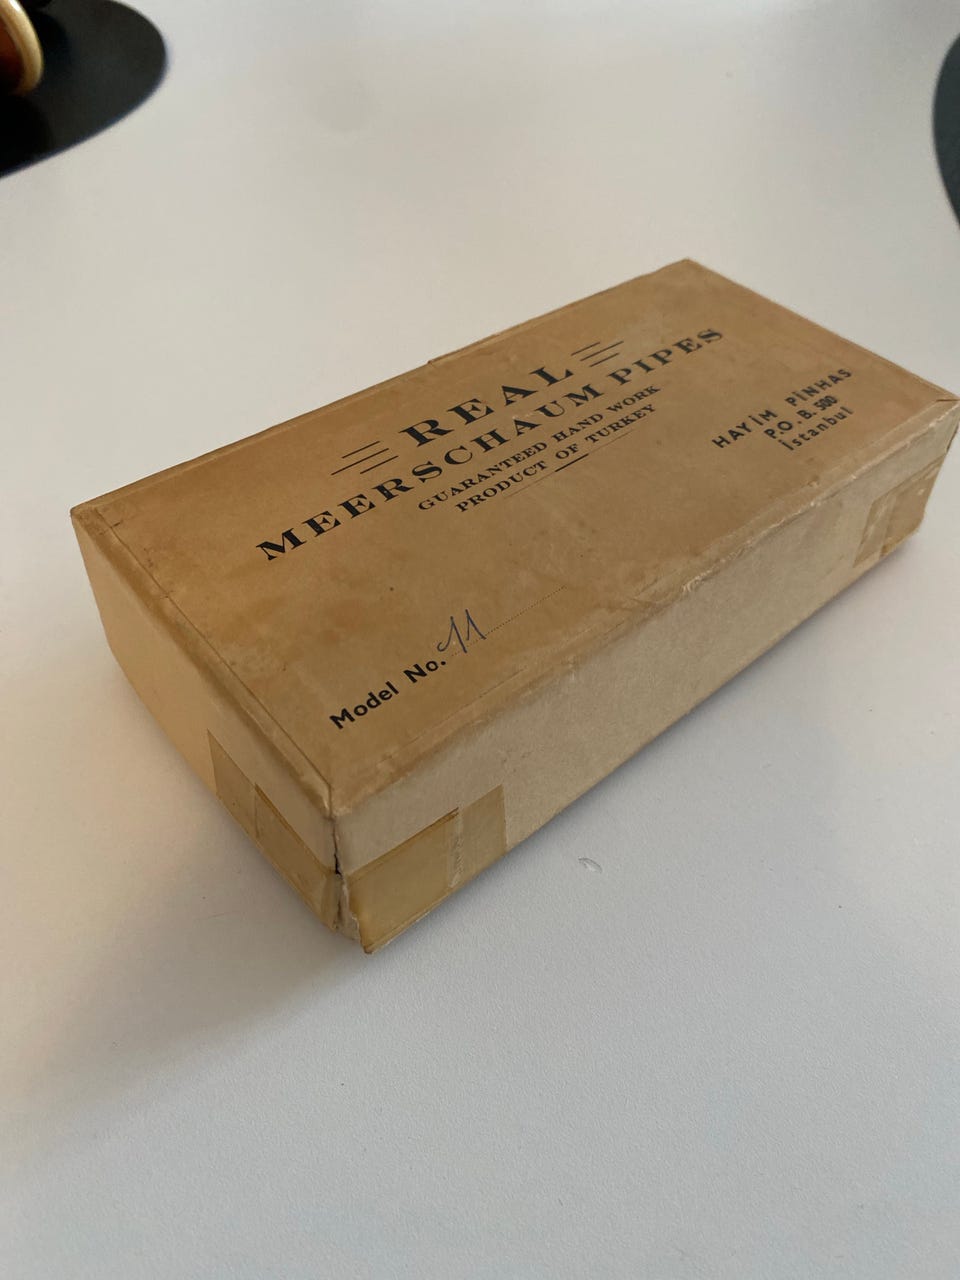 REAL
MEERSCHAUM PIPES
GUARANTEED HAND WORK
PRODUCT OF TURKEY
HAYİM PİNHAS
P.O.B. 500
İstanbul
Model No. 11